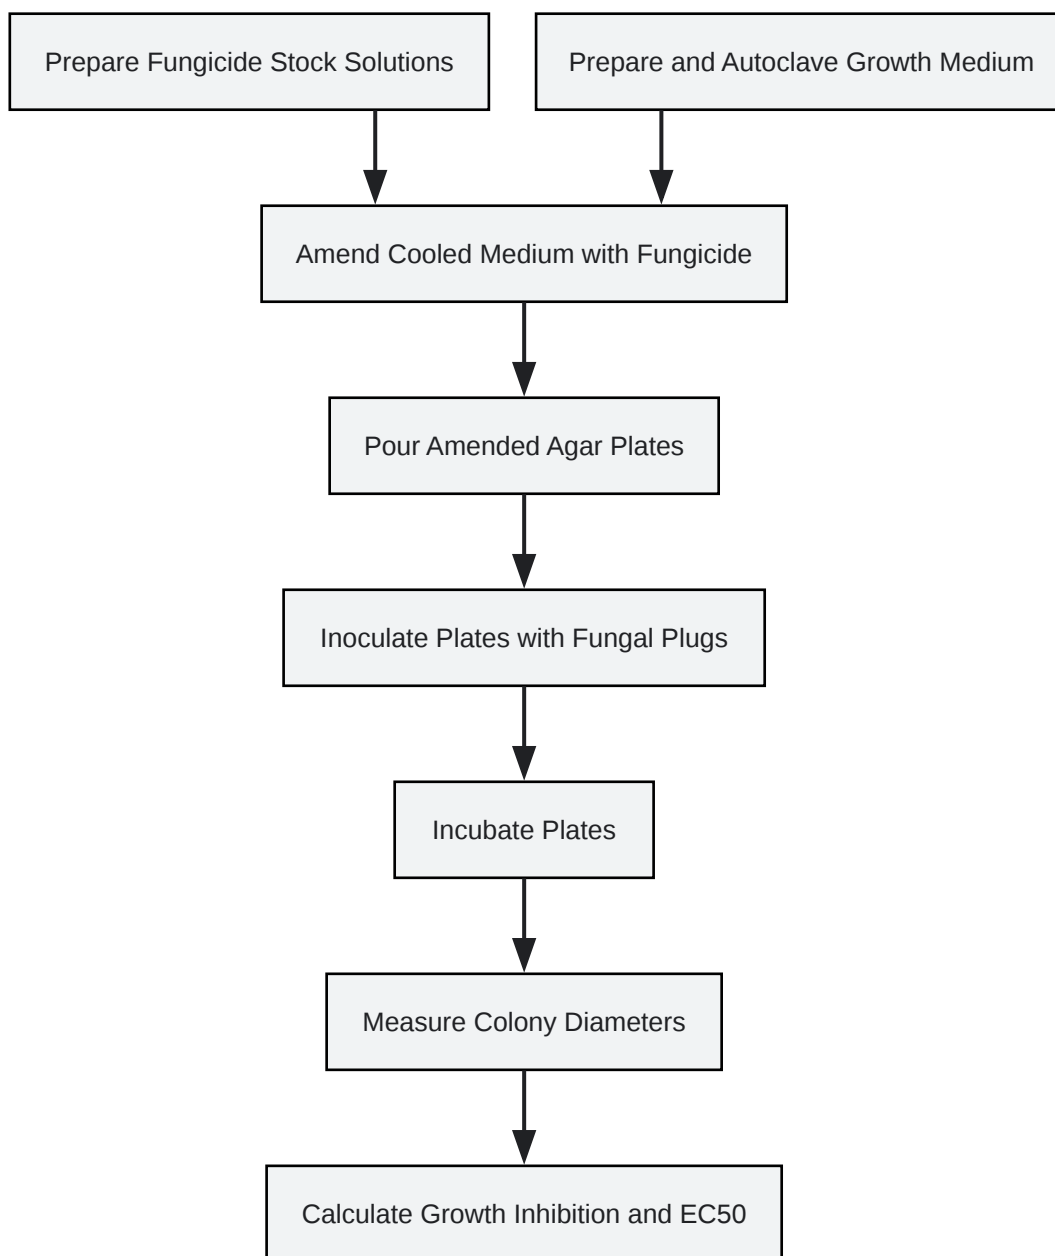 Prepare Fungicide Stock Solutions
Prepare and Autoclave Growth Medium
Amend Cooled Medium with Fungicide
Pour Amended Agar Plates
Inoculate Plates with Fungal Plugs
Incubate Plates
Measure Colony Diameters
Calculate Growth Inhibition and EC50